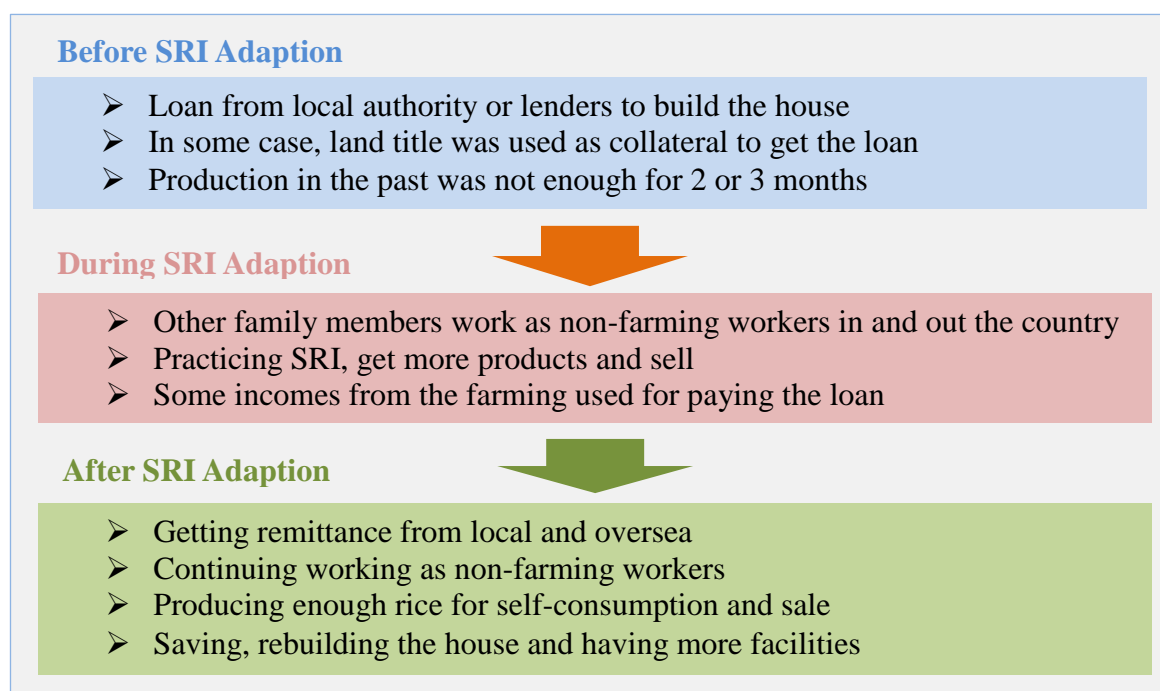 Before SRI Adaption
➢ Loan from local authority or lenders to build the house
➢ In some case, land title was used as collateral to get the loan
➢ Production in the past was not enough for 2 or 3 months
During SRI Adaption
➢ Other family members work as non-farming workers in and out the country
➢ Practicing SRI, get more products and sell
➢ Some incomes from the farming used for paying the loan
After SRI Adaption
➢ Getting remittance from local and oversea
➢ Continuing working as non-farming workers
➢ Producing enough rice for self-consumption and sale
➢ Saving, rebuilding the house and having more facilities